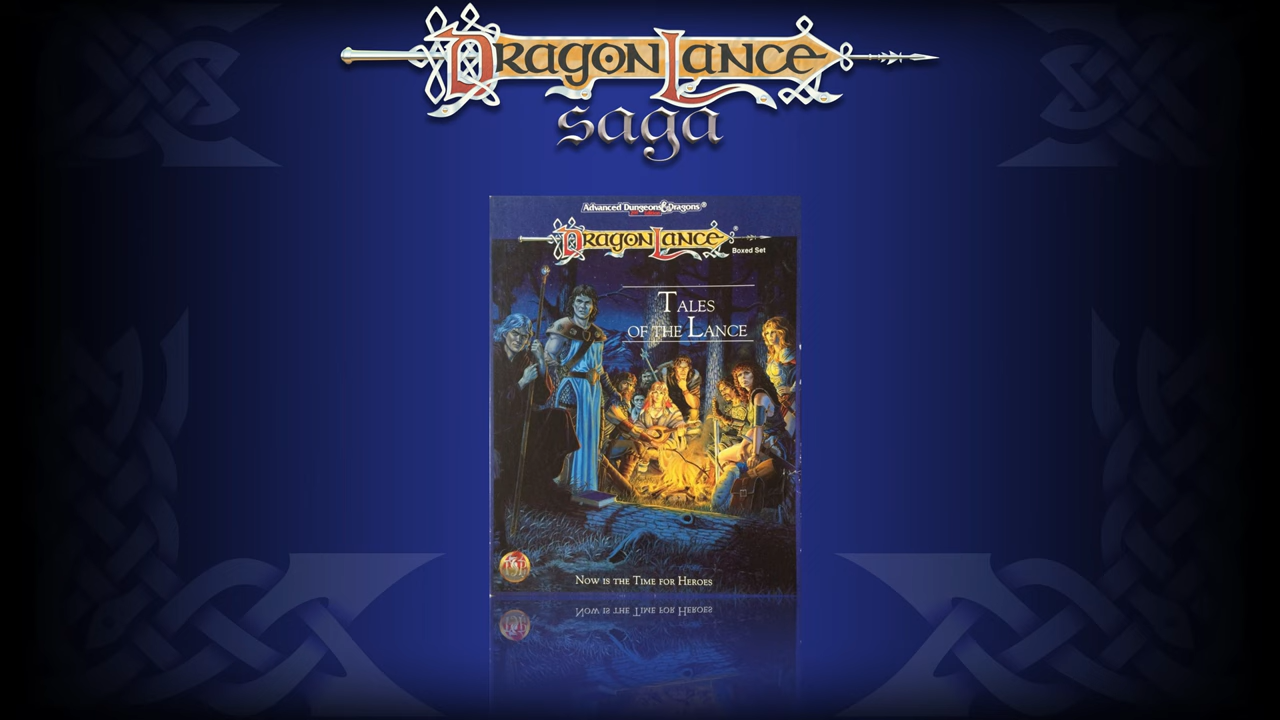 DRAGONLANCE
saga
Advanced Dungeons & Dragons®
DRAGONLANCE®
Boxed Set
TALES
OF THE LANCE
NOW IS THE TIME FOR HEROES
NOW IS THE TIME FOR HEROES